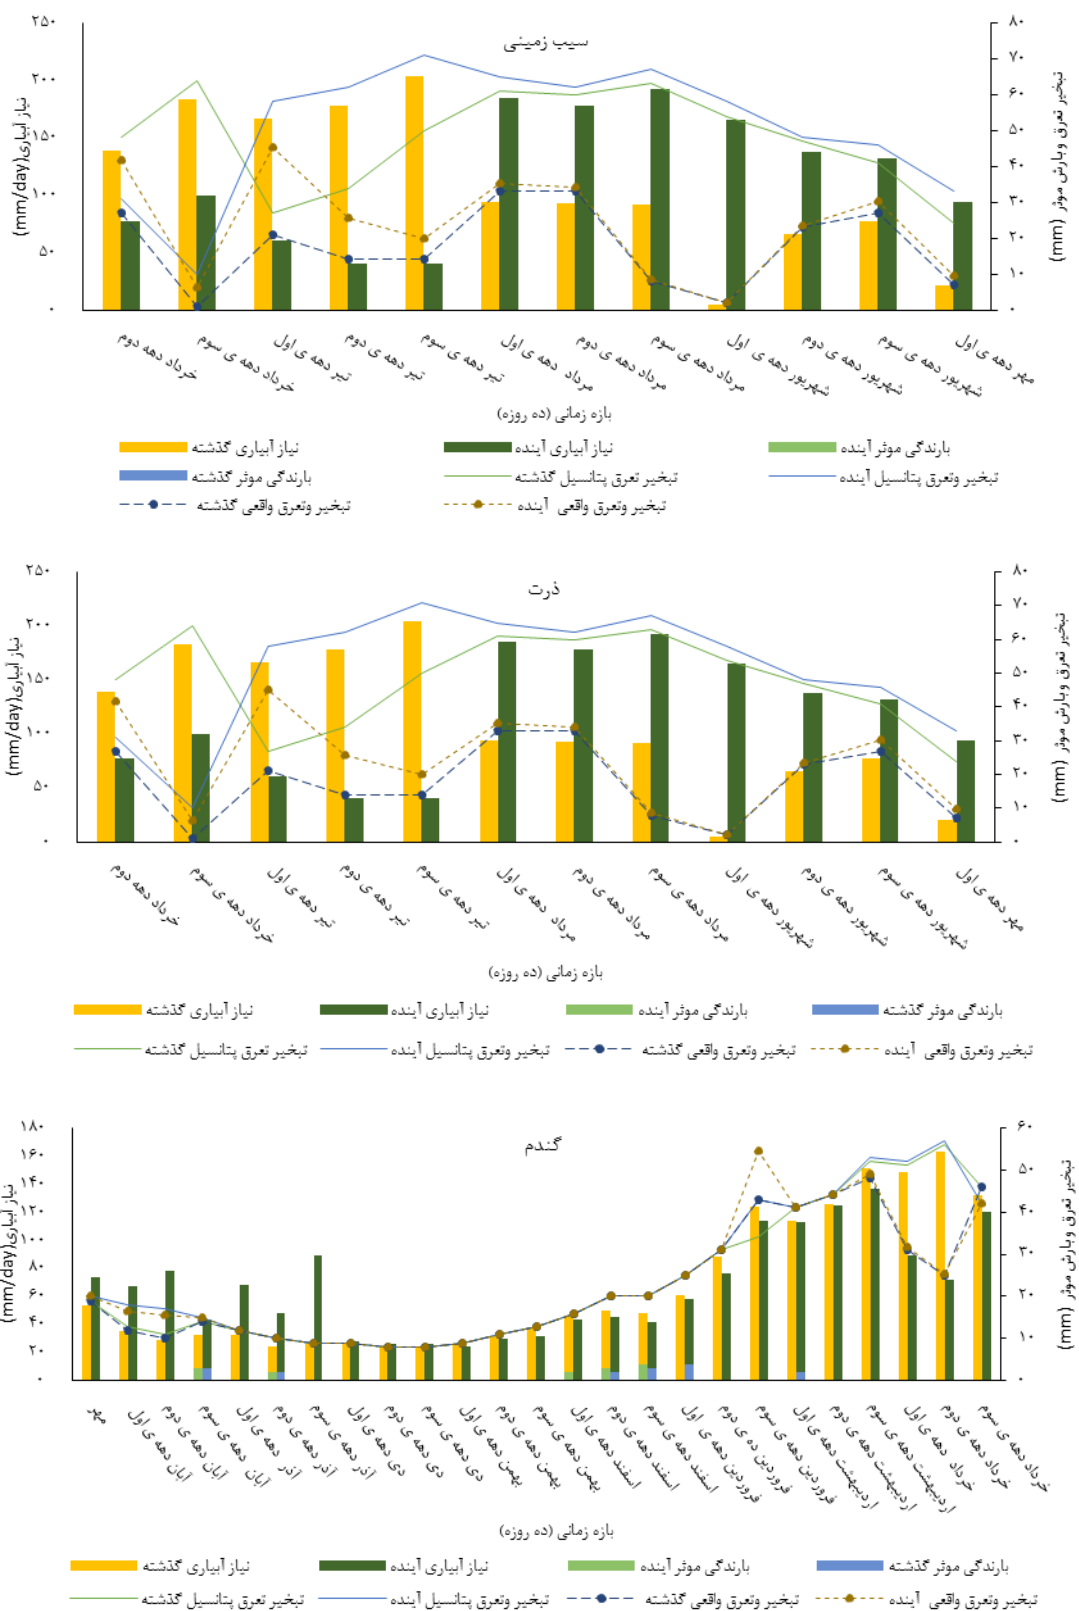 سیب زمینی
نیاز آبیاری(mm/day)
۲۵۰
۲۰۰
۱۵۰
۱۰۰
۵۰
۰
تبخیر تعرق و بارش موثر (mm)
۸۰
۷۰
۶۰
۵۰
۴۰
۳۰
۲۰
۱۰
۰
خرداد دهه دوم
خرداد دهه ی سوم
تیر دهه ی اول
تیر دهه ی دوم
تیر دهه ی سوم
مرداد دهه ی اول
مرداد دهه ی دوم
مرداد دهه ی سوم
شهریور دهه ی اول
شهریور دهه ی دوم
شهریور دهه ی سوم
مهر دهه ی اول
بازه زمانی (ده روزه)
نیاز آبیاری گذشته
نیاز آبیاری آینده
بارندگی موثر آینده
بارندگی موثر گذشته
تبخیر تعرق پتانسیل گذشته
تبخیر وتعرق پتانسیل آینده
تبخیر وتعرق واقعی گذشته
تبخیر وتعرق واقعی آینده
ذرت
نیاز آبیاری(mm/day)
۲۵۰
۲۰۰
۱۵۰
۱۰۰
۵۰
۰
تبخیر تعرق و بارش موثر (mm)
۸۰
۷۰
۶۰
۵۰
۴۰
۳۰
۲۰
۱۰
۰
خرداد دهه دوم
خرداد دهه ی سوم
تیر دهه ی اول
تیر دهه ی دوم
تیر دهه ی سوم
مرداد دهه ی اول
مرداد دهه ی دوم
مرداد دهه ی سوم
شهریور دهه ی اول
شهریور دهه ی دوم
شهریور دهه ی سوم
مهر دهه ی اول
بازه زمانی (ده روزه)
نیاز آبیاری گذشته
نیاز آبیاری آینده
بارندگی موثر آینده
بارندگی موثر گذشته
تبخیر تعرق پتانسیل گذشته
تبخیر وتعرق پتانسیل آینده
تبخیر وتعرق واقعی گذشته
تبخیر وتعرق واقعی آینده
گندم
نیاز آبیاری(mm/day)
۱۸۰
۱۶۰
۱۴۰
۱۲۰
۱۰۰
۸۰
۶۰
۴۰
۲۰
۰
تبخیر تعرق و بارش موثر (mm)
۶۰
۵۰
۴۰
۳۰
۲۰
۱۰
۰
مهر
آبان دهه ی اول
آبان دهه ی دوم
آبان دهه ی سوم
آذر دهه ی اول
آذر دهه ی دوم
آذر دهه ی سوم
دی دهه ی اول
دی دهه ی دوم
دی دهه ی سوم
بهمن دهه ی اول
بهمن دهه ی دوم
بهمن دهه ی سوم
اسفند دهه ی اول
اسفند دهه ی دوم
اسفند دهه ی سوم
فروردین دهه ی اول
فروردین ده ی دوم
فروردین دهه ی سوم
اردیبهشت دهه ی اول
اردیبهشت دهه ی دوم
اردیبهشت دهه ی سوم
خرداد دهه ی اول
خرداد دهه ی دوم
خرداد دهه ی سوم
بازه زمانی (ده روزه)
نیاز آبیاری گذشته
نیاز آبیاری آینده
بارندگی موثر آینده
بارندگی موثر گذشته
تبخیر تعرق پتانسیل گذشته
تبخیر وتعرق پتانسیل آینده
تبخیر وتعرق واقعی گذشته
تبخیر وتعرق واقعی آینده